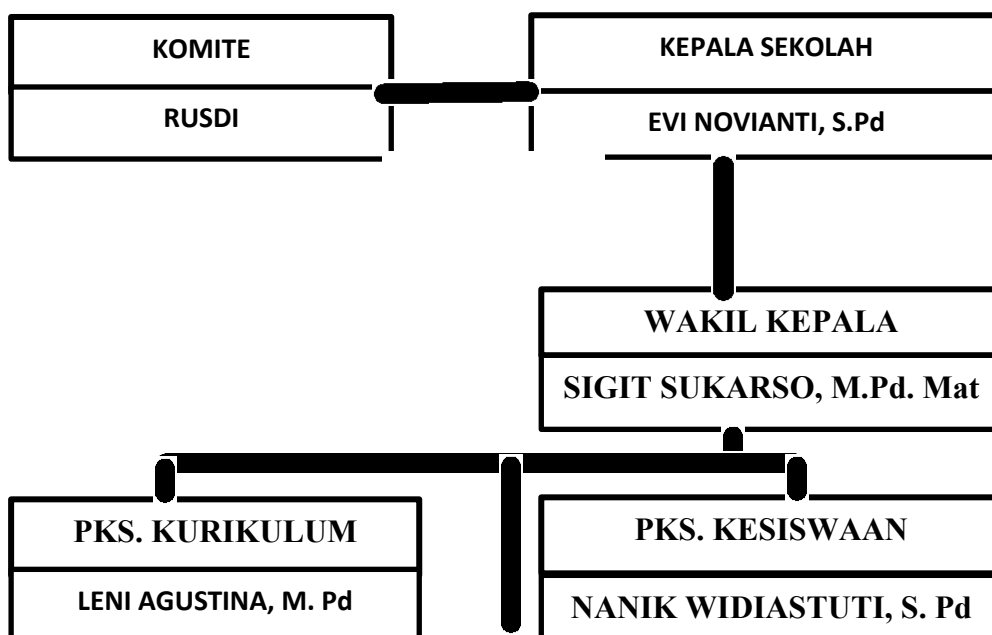 KOMITE
RUSDI
KEPALA SEKOLAH
EVI NOVIANTI, S.Pd
WAKIL KEPALA
SIGIT SUKARSO, M.Pd. Mat
PKS. KURIKULUM
LENI AGUSTINA, M. Pd
PKS. KESISWAAN
NANIK WIDIASTUTI, S. Pd